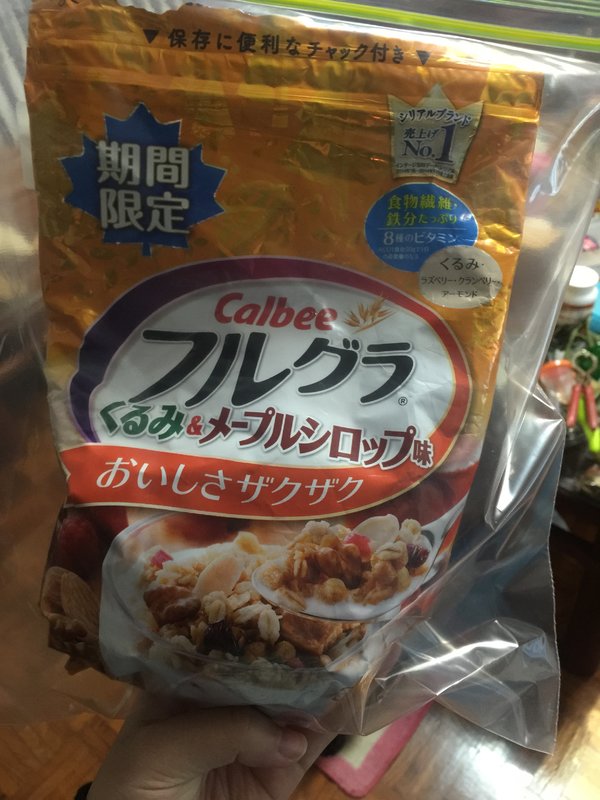 ▼ 保存に便利なチャック付き ▼
期間
限定
シリアルブランド
売上げ
No.1
食物繊維・
鉄分たっぷり
8種のビタミン
くるみ・
ラズベリー・クランベリー・
アーモンド
Calbee
フルグラ®
くるみ&メープルシロップ味
おいしさザクザク